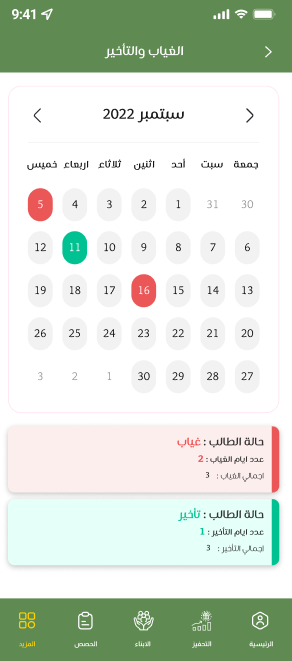 9:41
الغياب والتأخير
سبتمبر 2022
جمعة سبت أحد اثنين ثلاثاء اربعاء خميس
30 31 1 2 3 4 5
6 7 8 9 10 11 12
13 14 15 16 17 18 19
20 21 22 23 24 25 26
27 28 29 30 1 2 3
حالة الطالب : غياب
عدد ايام الغياب : 2
اجمالي الغياب : 3
حالة الطالب : تأخير
عدد ايام التأخير : 1
اجمالي التأخير : 3
الرئيسية التحفيز الابناء الحصص المزيد